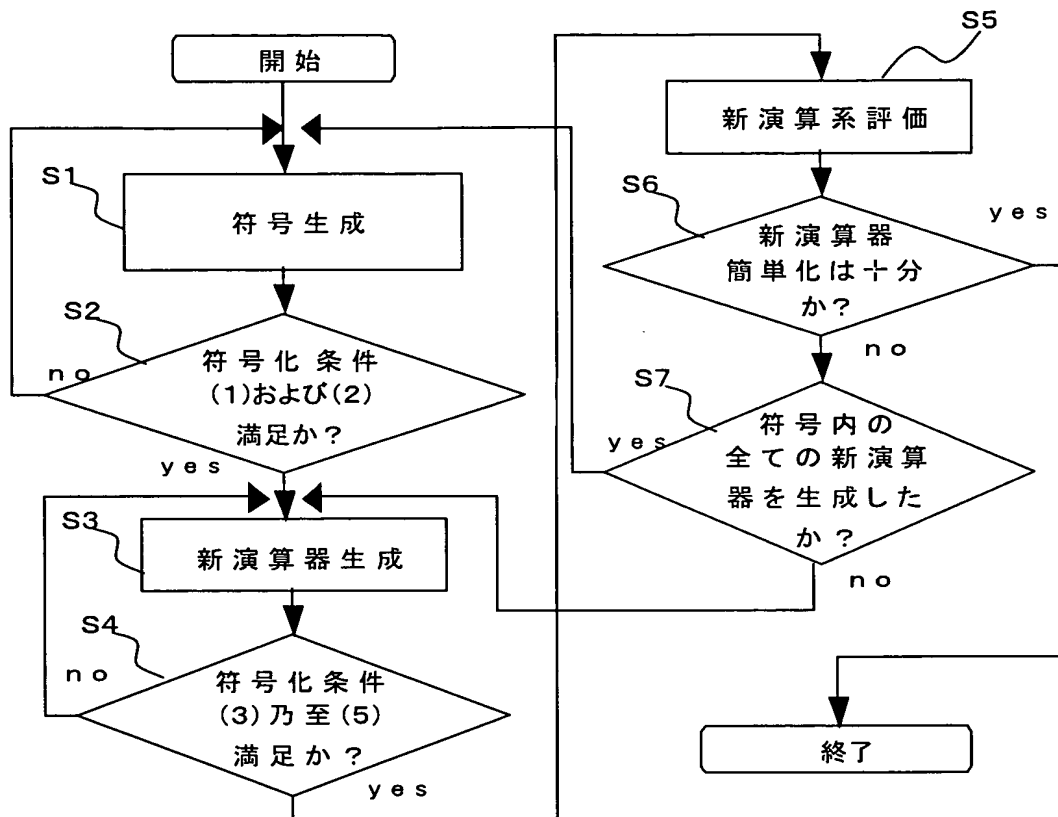 開始
S1
符号生成
S2
符号化条件
(1)および(2)
満足か?
no
yes
S3
新演算器生成
S4
符号化条件
(3)乃至(5)
満足か?
no
yes
S5
新演算系評価
S6
新演算器
簡単化は十分
か?
yes
no
S7
符号内の
全ての新演算
器を生成した
か?
yes
no
終了